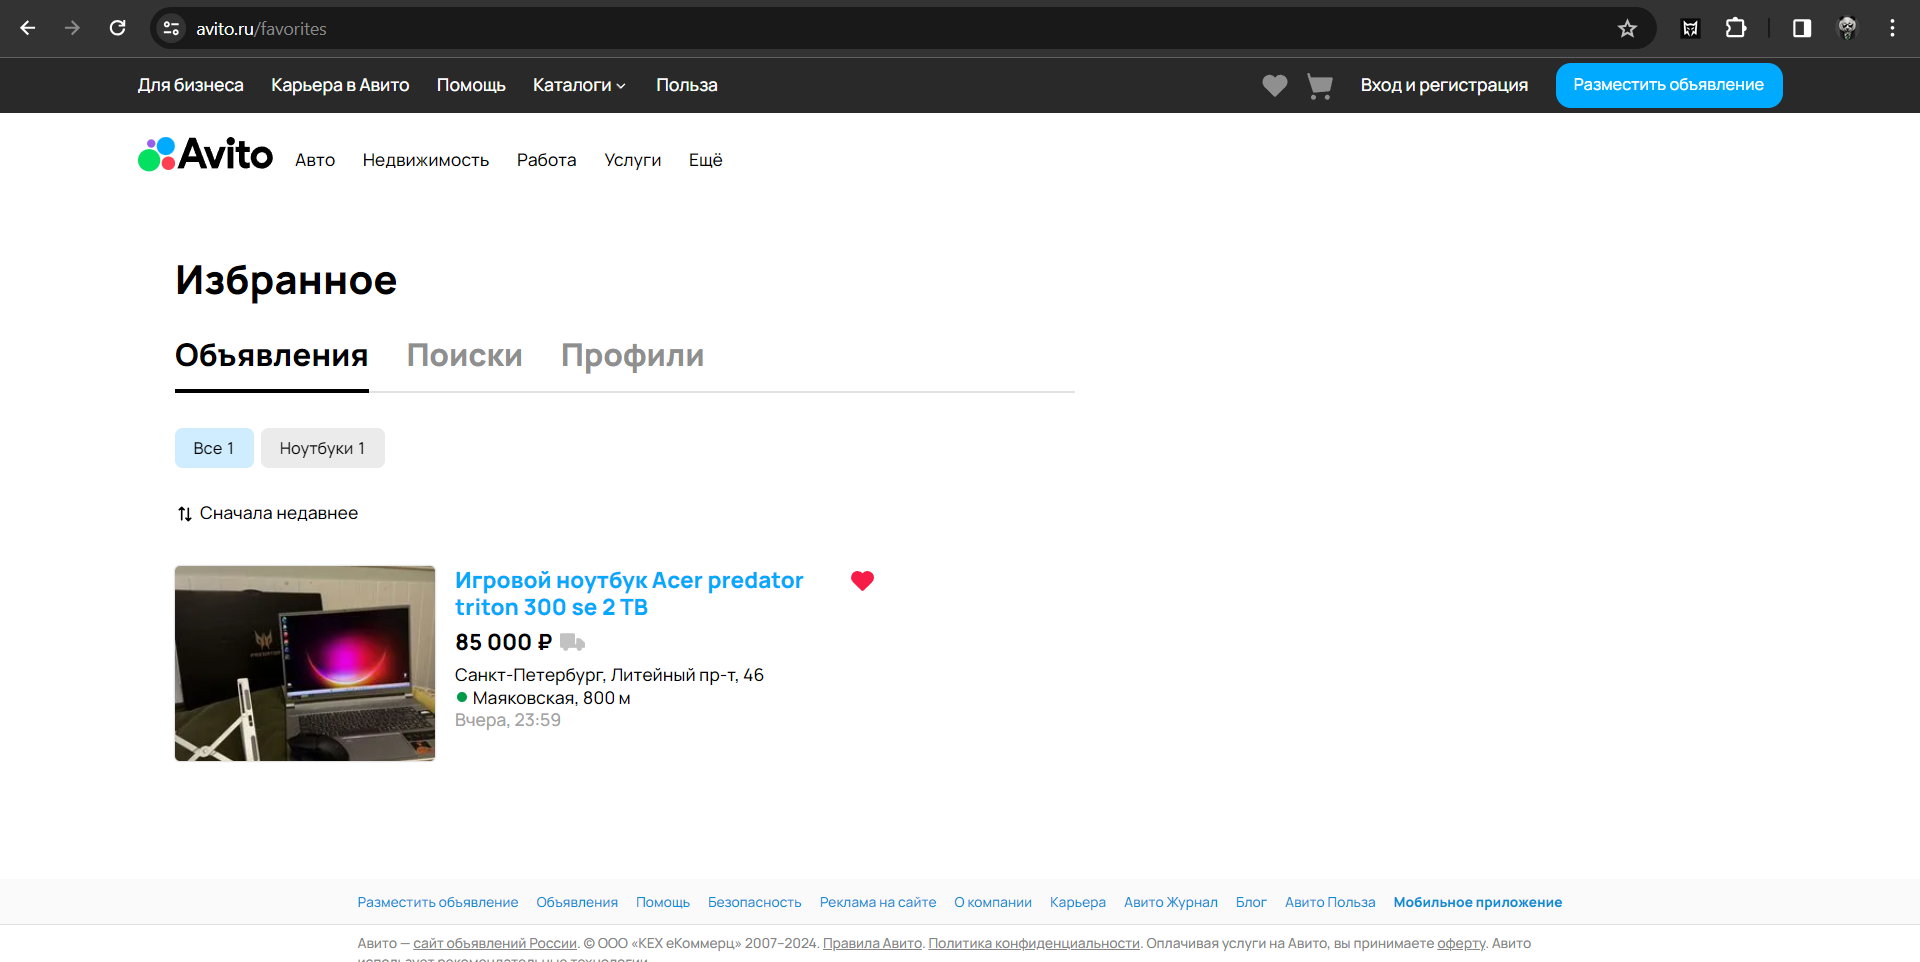 avito.ru/favorites
Для бизнеса Карьера в Авито Помощь Каталоги Польза Вход и регистрация Разместить объявление
Avito Авто Недвижимость Работа Услуги Ещё
Избранное
Объявления Поиски Профили
Все 1 Ноутбуки 1
Сначала недавнее
Игровой ноутбук Acer predator
triton 300 se 2 TB
85 000 ₽
Санкт-Петербург, Литейный пр-т, 46
Маяковская, 800 м
Вчера, 23:59
Разместить объявление Объявления Помощь Безопасность Реклама на сайте О компании Карьера Авито Журнал Блог Авито Польза Мобильное приложение
Авито — сайт объявлений России. © ООО «КЕХ еКоммерц» 2007–2024. Правила Авито. Политика конфиденциальности. Оплачивая услуги на Авито, вы принимаете оферту. Авито
использует рекомендательные технологии.